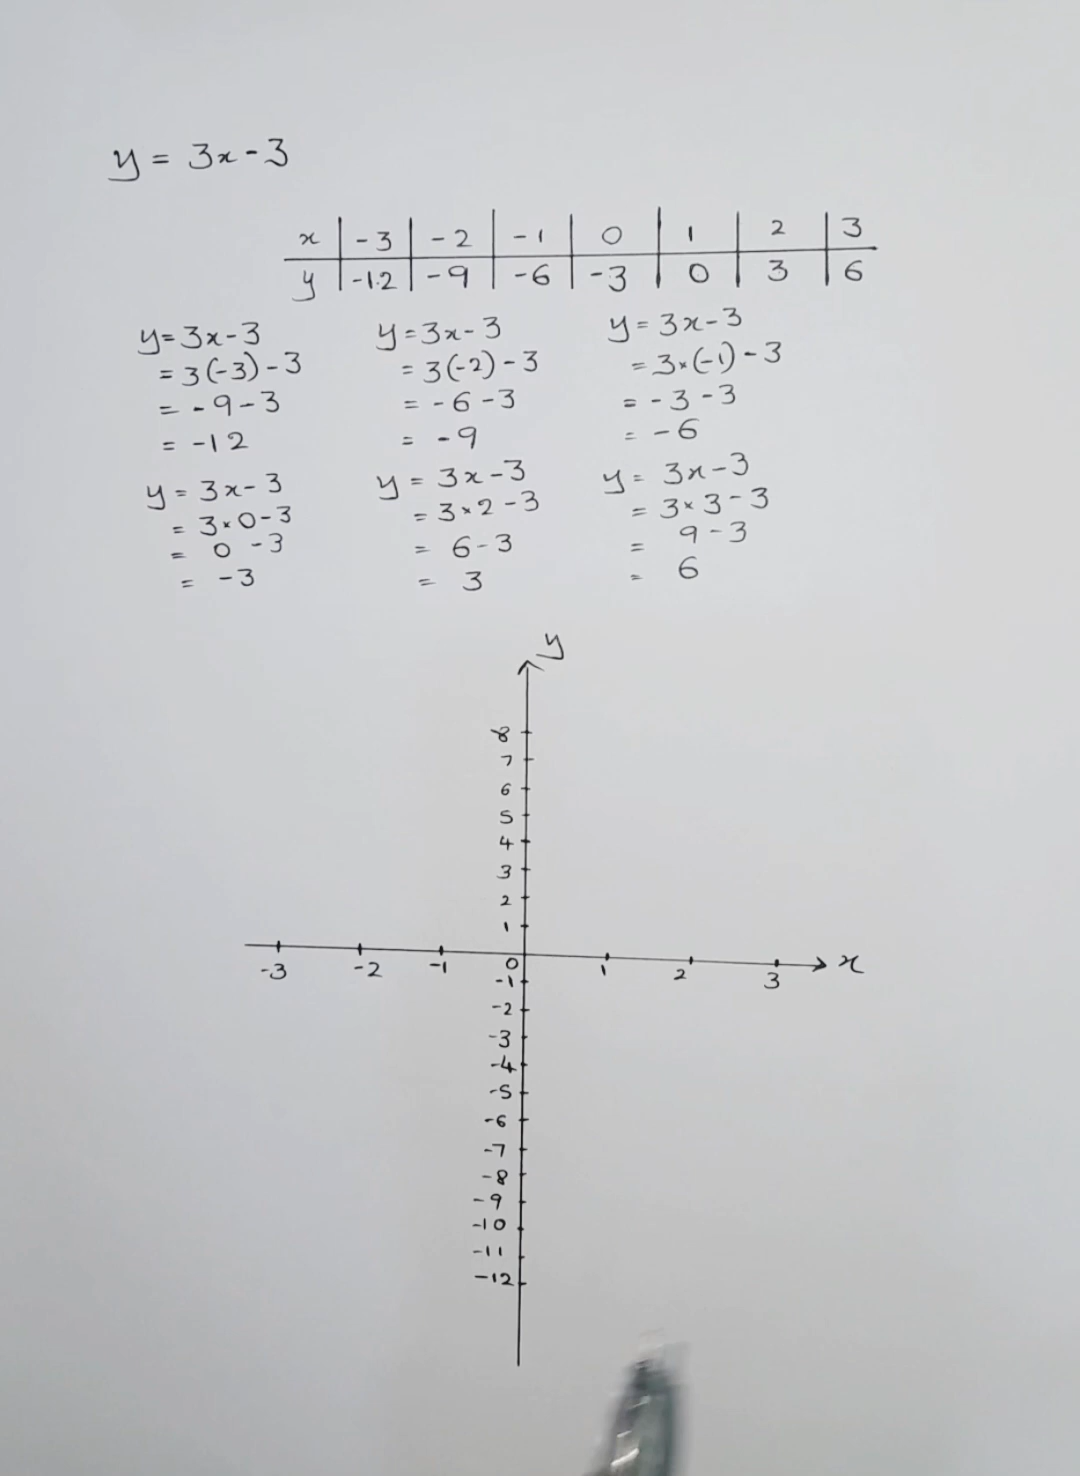 y = 3x - 3
x | -3 | -2 | -1 | 0 | 1 | 2 | 3
y | -12 | -9 | -6 | -3 | 0 | 3 | 6
y = 3x - 3
= 3(-3) - 3
= -9 - 3
= -12
y = 3x - 3
= 3(-2) - 3
= -6 - 3
= -9
y = 3x - 3
= 3×(-1) - 3
= -3 - 3
= -6
y = 3x - 3
= 3×0 - 3
= 0 - 3
= -3
y = 3x - 3
= 3×2 - 3
= 6 - 3
= 3
y = 3x - 3
= 3×3 - 3
= 9 - 3
= 6
y
8
7
6
5
4
3
2
1
-3 -2 -1 0 1 2 3 x
-1
-2
-3
-4
-5
-6
-7
-8
-9
-10
-11
-12